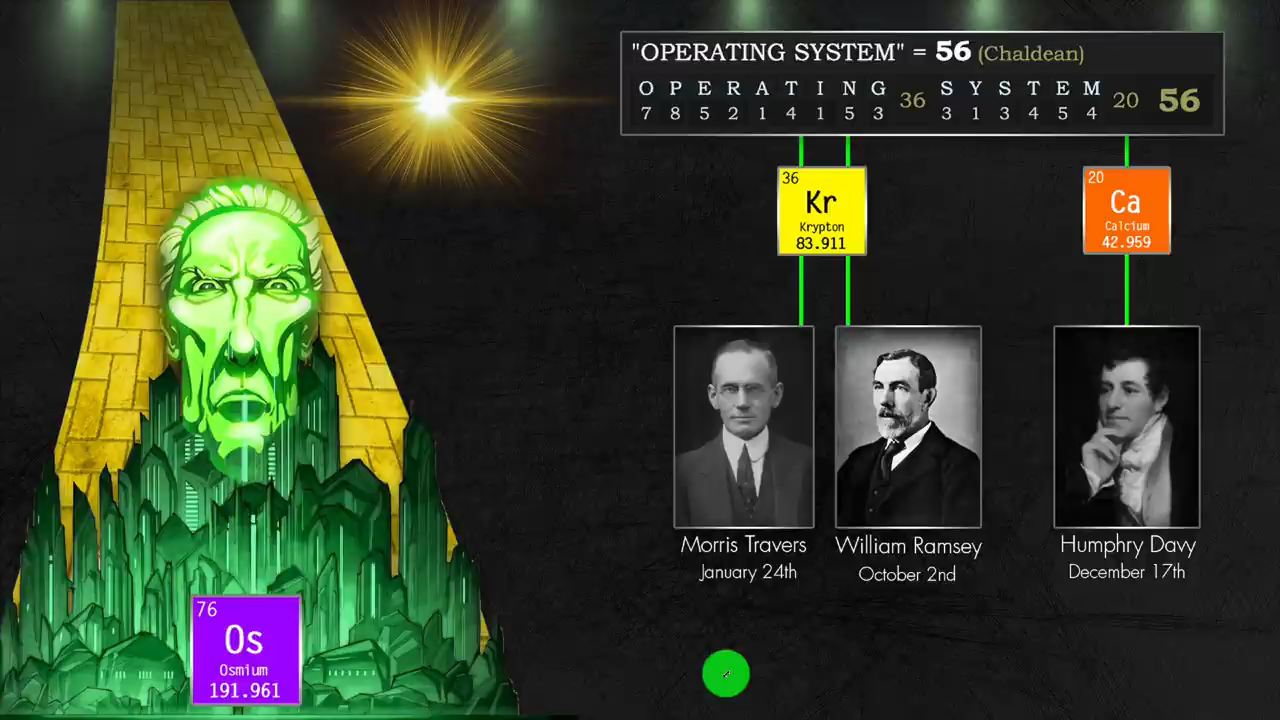 "OPERATING SYSTEM" = 56 (Chaldean)
O P E R A T I N G 36 S Y S T E M 20 56
7 8 5 2 1 4 1 5 3 3 1 3 4 5 4
36
Kr
Krypton
83.911
20
Ca
Calcium
42.959
Morris Travers
January 24th
William Ramsey
October 2nd
Humphry Davy
December 17th
76
Os
Osmium
191.961